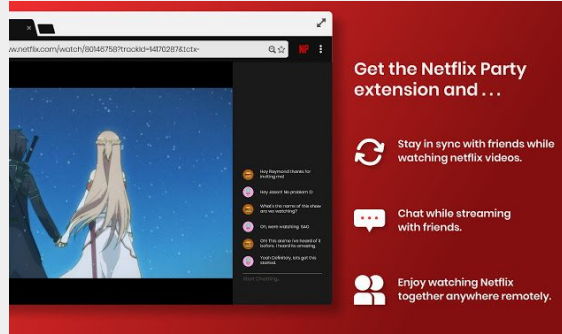 ww.netflix.com/watch/80146758?trackId=14170287&tctx-
NP
Hey Raymond thanks for
inviting me!
Hey Jason! No problem :D
What's the name of this show
are we watching?
Oh, were watching SAO
Oh! This anime I've heard of it
before. I heard its amazing.
Yeah Definitely, lets get this
started.
Get the Netflix Party
extension and . . .
Stay in sync with friends while
watching netflix videos.
Chat while streaming
with friends.
Enjoy watching Netflix
together anywhere remotely.